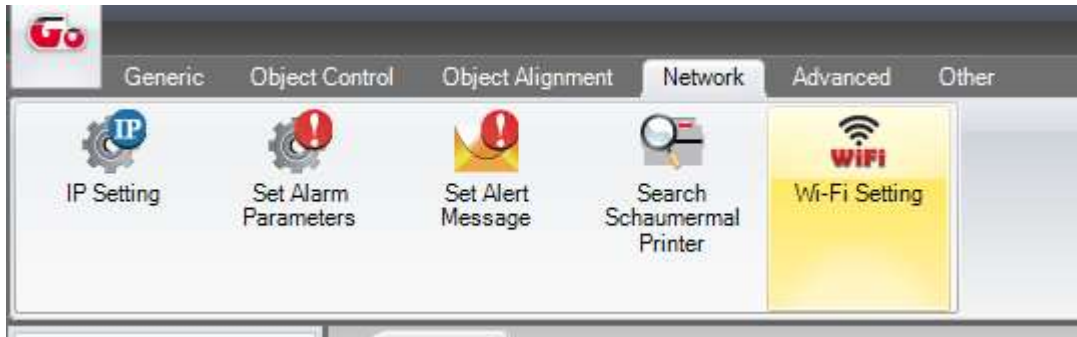 Go
Generic Object Control Object Alignment Network Advanced Other
IP
WiFi
IP Setting Set Alarm Set Alert Search Wi-Fi Setting
Parameters Message Schaumermal
Printer